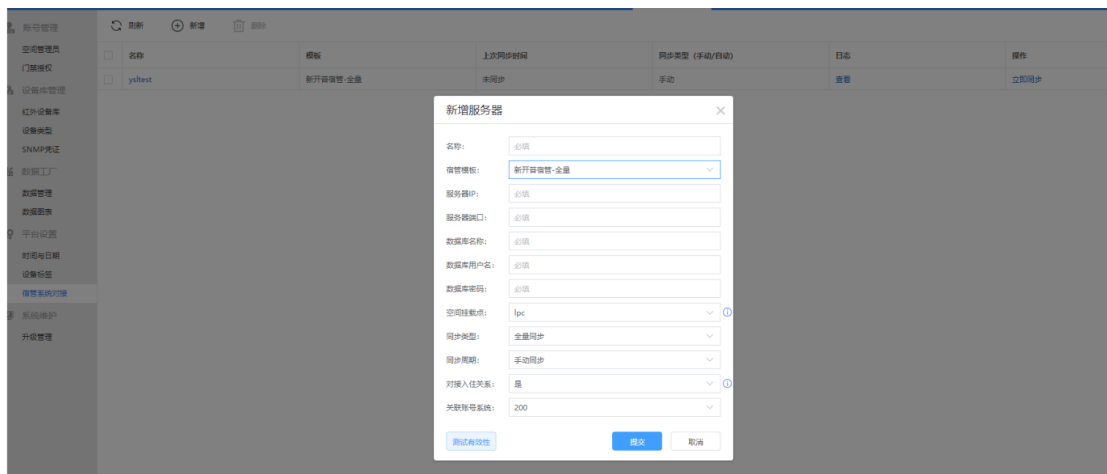 账号管理
空间管理员
门禁授权
设备库管理
红外设备库
设备类型
SNMP凭证
数据工厂
数据管理
数据图表
平台设置
时间与日期
设备标签
宿管系统对接
系统维护
升级管理
刷新 新增 删除
名称 模板 上次同步时间 同步类型（手动/自动） 日志 操作
ysltest 新开普宿管-全量 未同步 手动 查看 立即同步
新增服务器
名称： 必填
宿管模板： 新开普宿管-全量
服务器IP： 必填
服务器端口： 必填
数据库名称： 必填
数据库用户名： 必填
数据库密码： 必填
空间挂载点： lpc
同步类型： 全量同步
同步周期： 手动同步
对接入住关系： 是
关联账号系统： 200
测试有效性 提交 取消